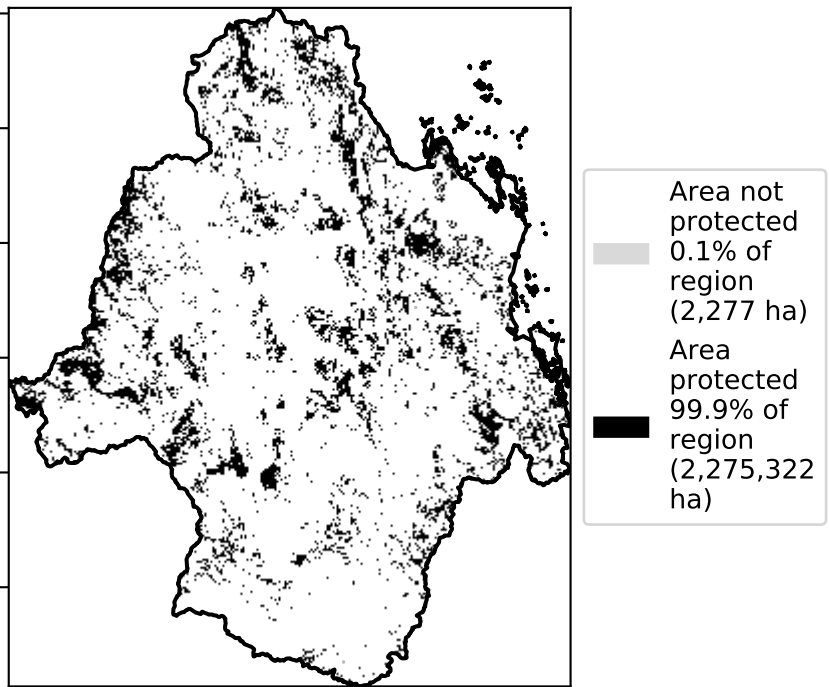 Area not
protected
0.1% of
region
(2,277 ha)
Area
protected
99.9% of
region
(2,275,322
ha)